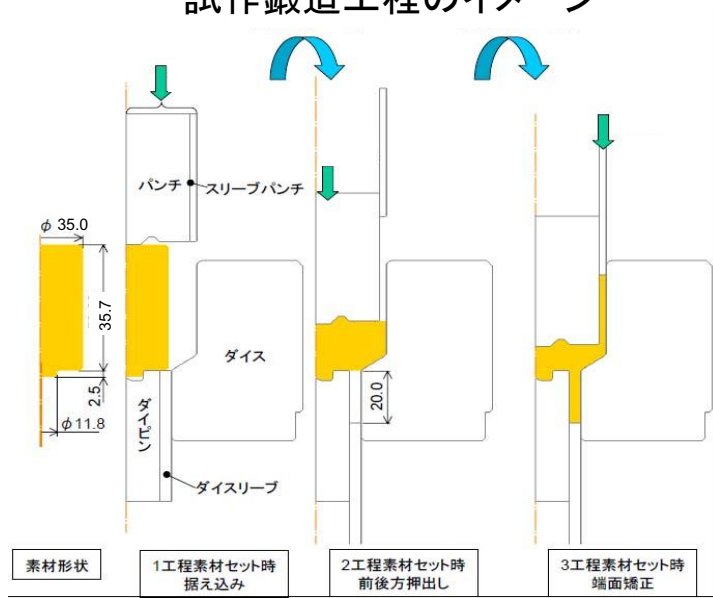 試作鍛造工程のイメージ
パンチ
スリーブパンチ
φ 35.0
35.7
2.5
φ11.8
ダイス
ダイピン
20.0
ダイスリーブ
素材形状
1工程素材セット時
据え込み
2工程素材セット時
前後方押出し
3工程素材セット時
端面矯正